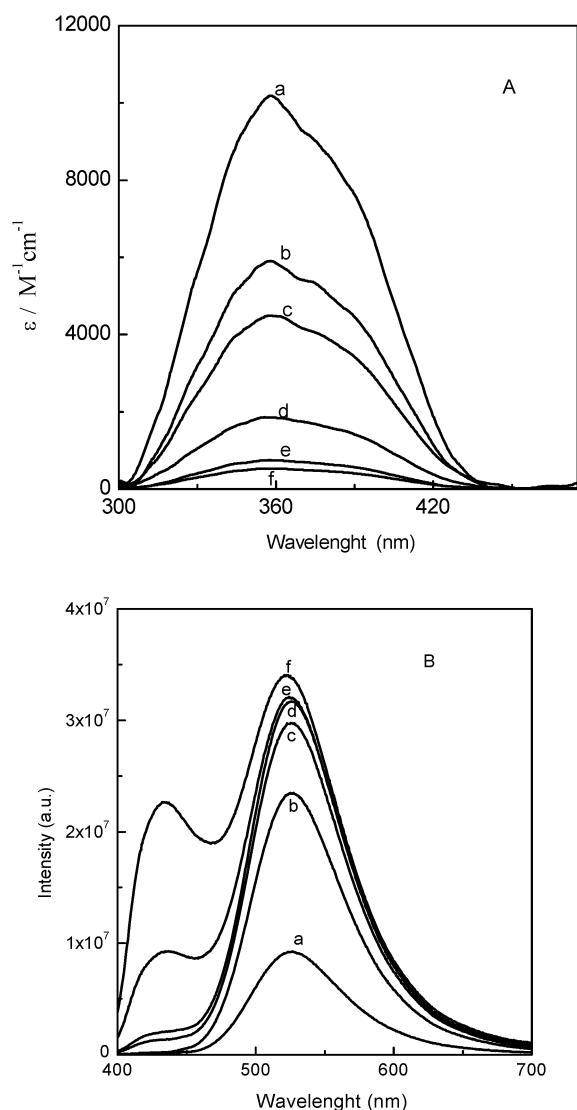 12000
A
a
8000
b
c
4000
d
e
f
0
300 360 420
ε / M⁻¹cm⁻¹
Wavelenght (nm)
4x10⁷
B
f
e
3x10⁷
d
c
b
2x10⁷
1x10⁷
a
0
400 500 600 700
Intensity (a.u.)
Wavelenght (nm)